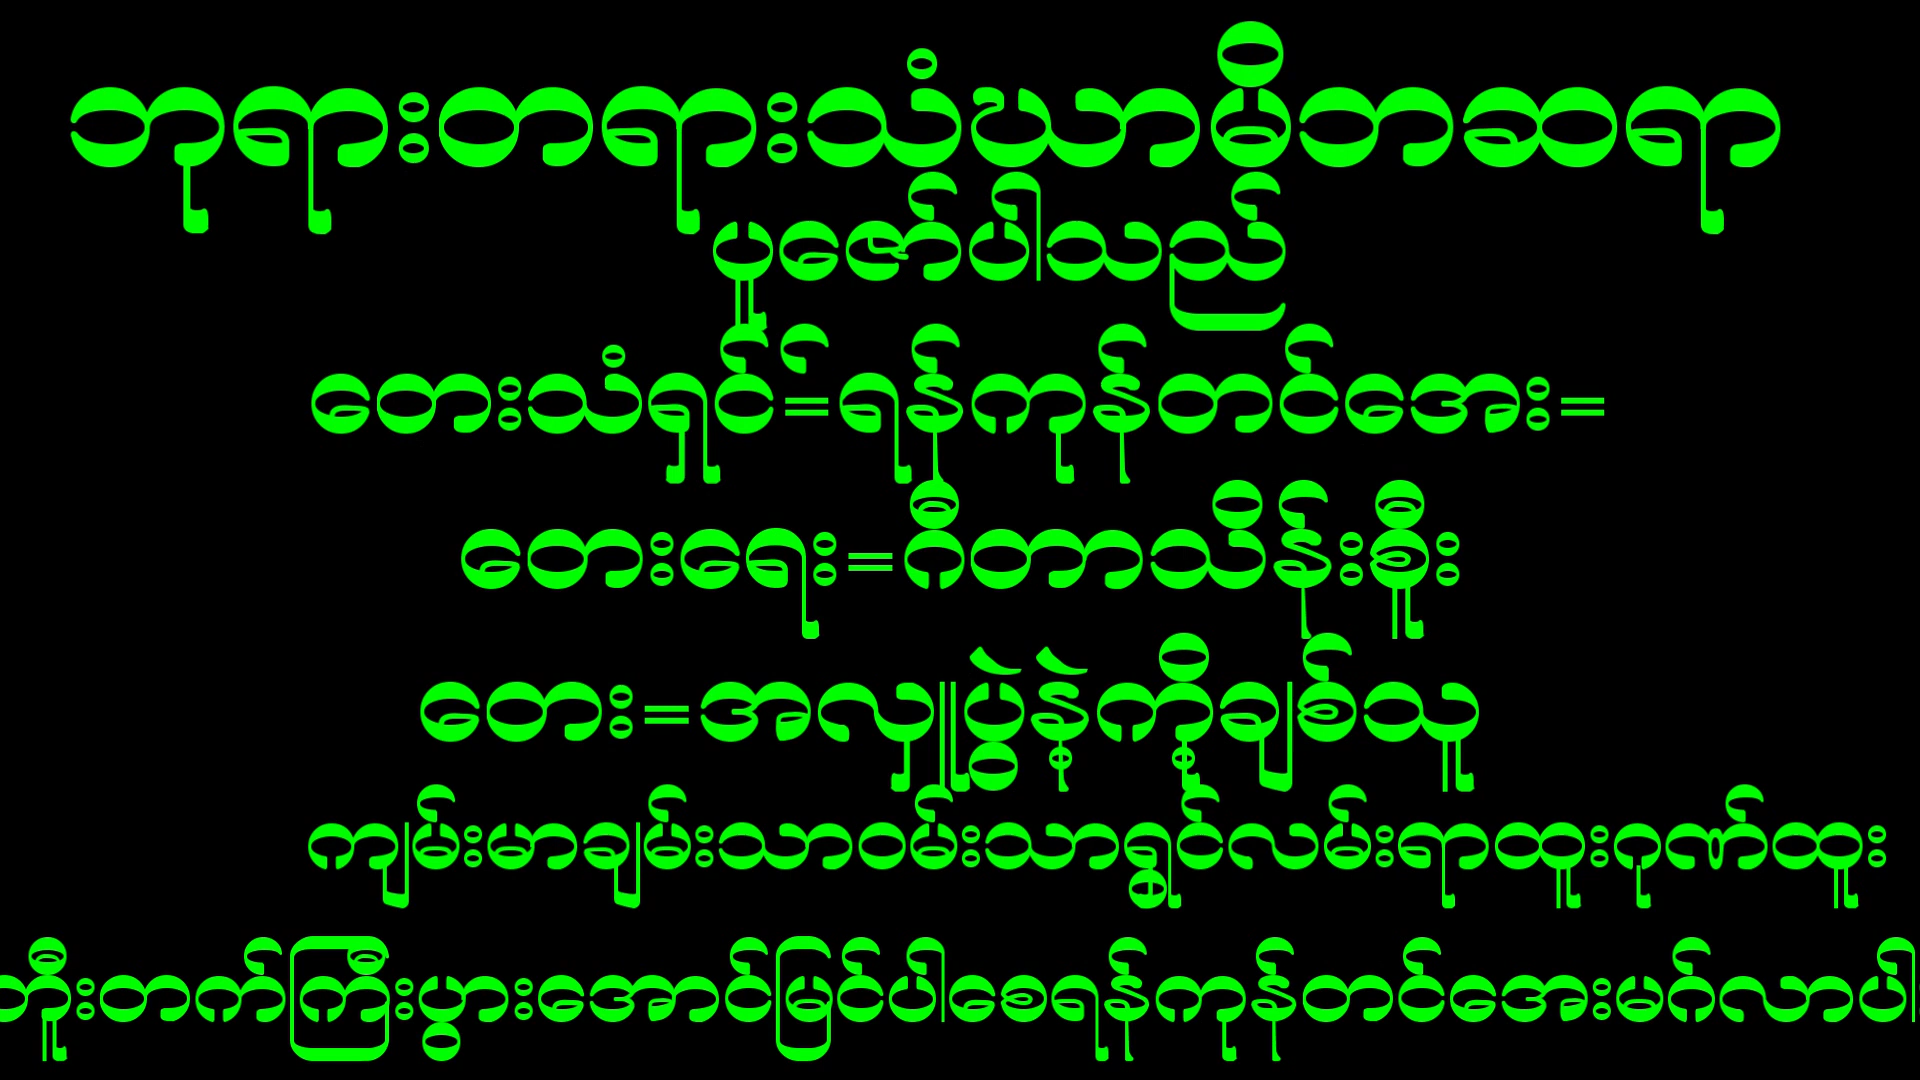 ဘုရားတရားသံဃာမိဘဆရာ
ပူဇော်ပါသည်
တေးသံရှင််=ရန်ကုန်တင်အေး=
တေးရေး=ဂီတာသိန်းစီုး
တေး=အလှူပွဲနဲ့ကို့ချစ်သူ
ကျမ်းမာချမ်းသာဝမ်းသာရွှင်လမ်းရာထူးဂုဏ်ထူး
တက်ကြီးပွားအောင်မြင်ပါစေရန်ကုန်တင်အေးမဂ်လာပါ